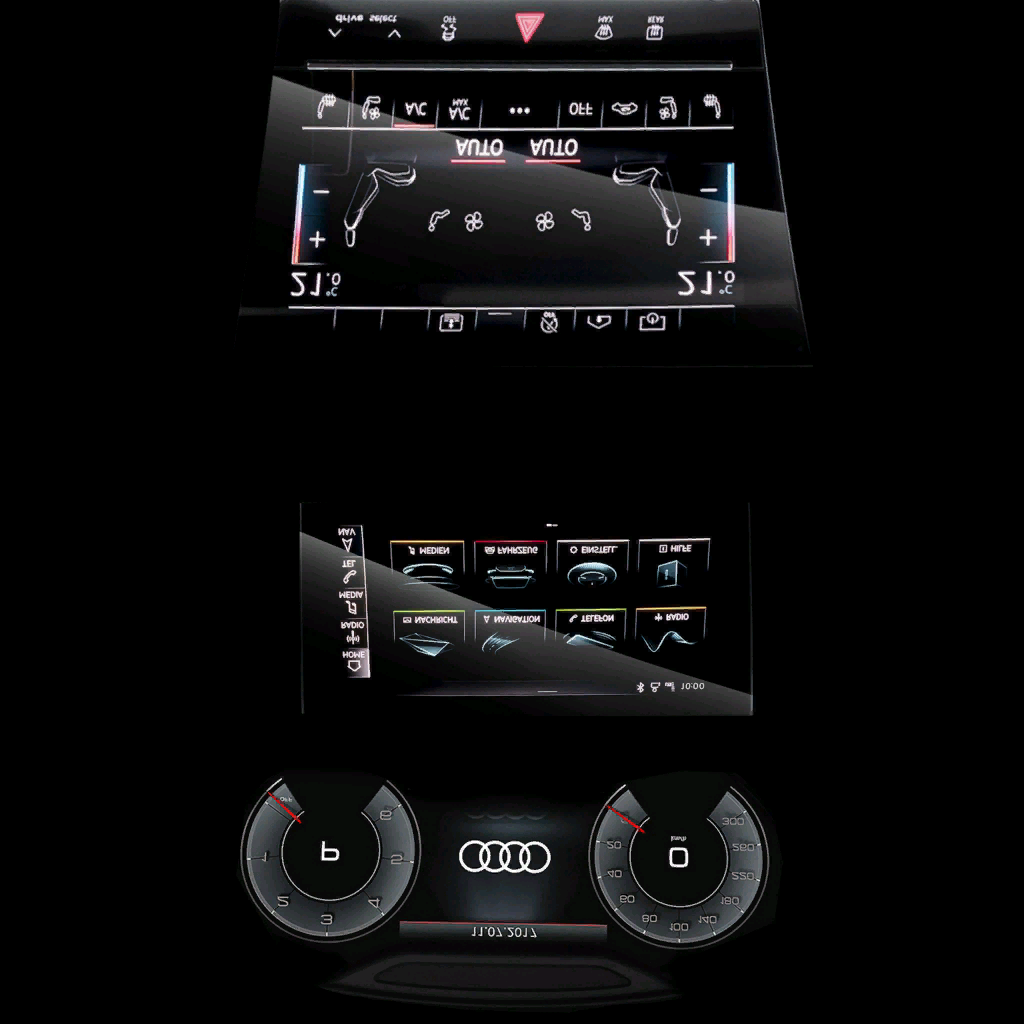 11.07.2017
OFF 1 2 3 4 5 6
P
0 20 40 60 80 100 140 180 220 260 300
0
km/h
10:00
HOME
RADIO
MEDIA
TEL
NAV
NACHRICHT
NAVIGATION
TELEFON
RADIO
MEDIEN
FAHRZEUG
EINSTELL
HILFE
OFF
21.0 °C
21.0 °C
+
+
−
−
AUTO AUTO
A/C
A/C MAX
OFF
drive select
OFF
MAX
REAR